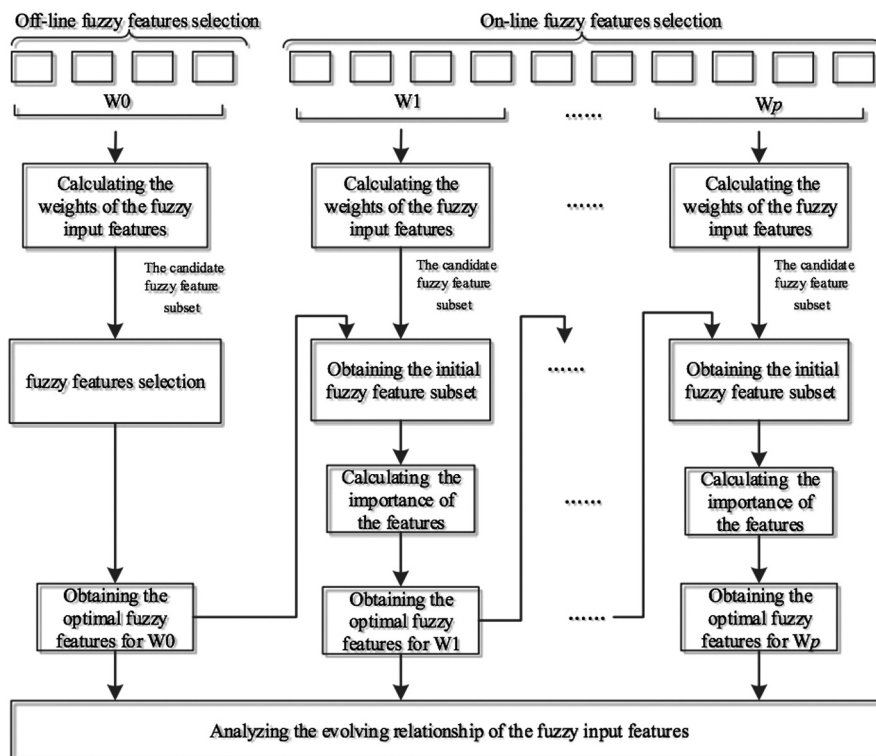 Off-line fuzzy features selection
On-line fuzzy features selection
W0
W1
......
Wp
Calculating the
weights of the fuzzy
input features
Calculating the
weights of the fuzzy
input features
......
Calculating the
weights of the fuzzy
input features
The candidate
fuzzy feature
subset
The candidate
fuzzy feature
subset
The candidate
fuzzy feature
subset
fuzzy features selection
Obtaining the initial
fuzzy feature subset
......
Obtaining the initial
fuzzy feature subset
Calculating the
importance of
the features
......
Calculating the
importance of
the features
Obtaining the
optimal fuzzy
features for W0
Obtaining the
optimal fuzzy
features for W1
......
Obtaining the
optimal fuzzy
features for Wp
Analyzing the evolving relationship of the fuzzy input features